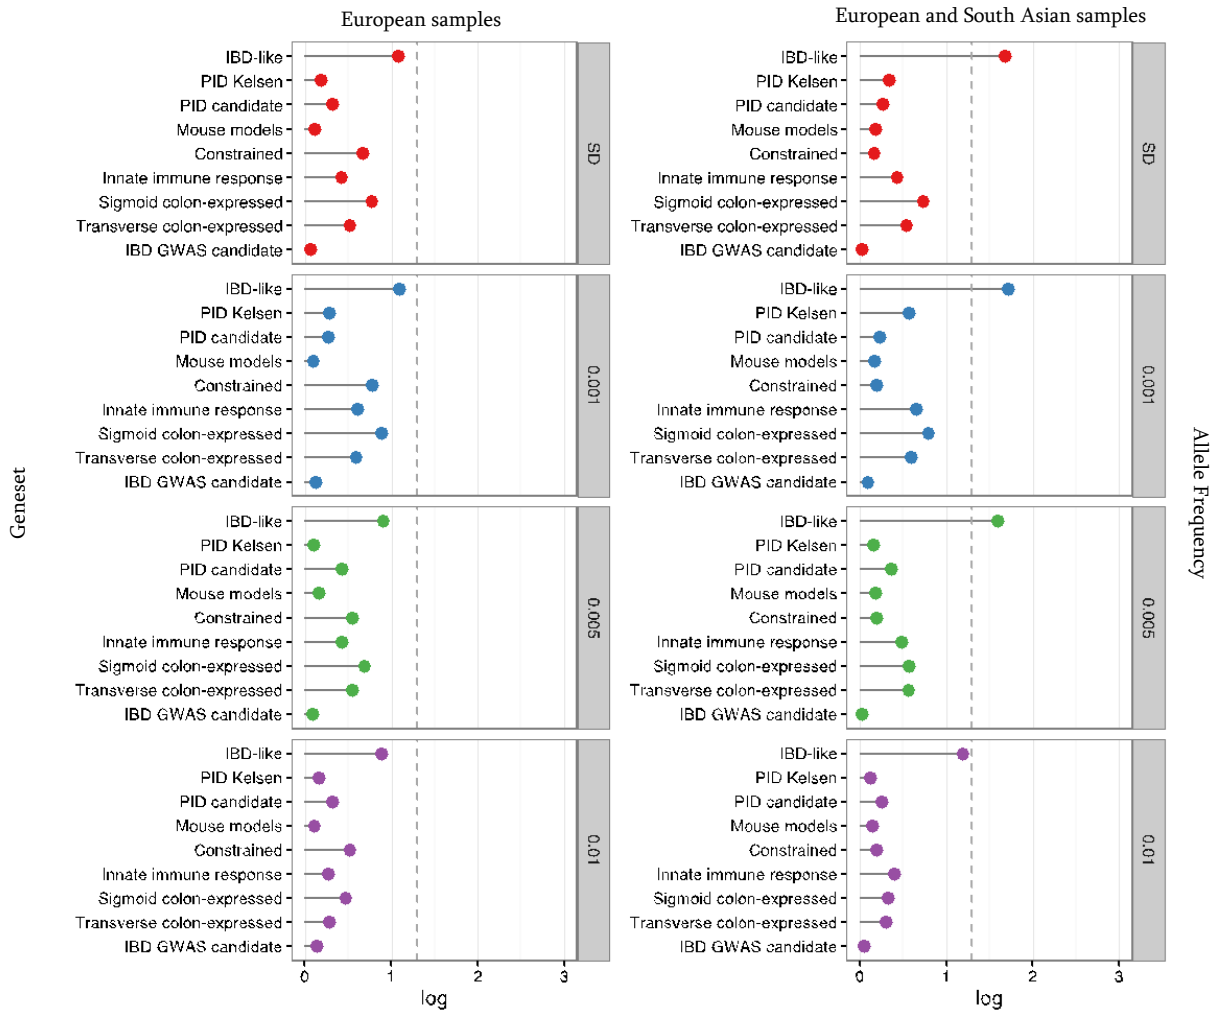 European samples
IBD-like
PID Kelsen
PID candidate
Mouse models
Constrained
Innate immune response
Sigmoid colon-expressed
Transverse colon-expressed
IBD GWAS candidate
SD
IBD-like
PID Kelsen
PID candidate
Mouse models
Constrained
Innate immune response
Sigmoid colon-expressed
Transverse colon-expressed
IBD GWAS candidate
0.001
IBD-like
PID Kelsen
PID candidate
Mouse models
Constrained
Innate immune response
Sigmoid colon-expressed
Transverse colon-expressed
IBD GWAS candidate
0.005
IBD-like
PID Kelsen
PID candidate
Mouse models
Constrained
Innate immune response
Sigmoid colon-expressed
Transverse colon-expressed
IBD GWAS candidate
0.01
0 1 2 3
log
Geneset
European and South Asian samples
IBD-like
PID Kelsen
PID candidate
Mouse models
Constrained
Innate immune response
Sigmoid colon-expressed
Transverse colon-expressed
IBD GWAS candidate
SD
IBD-like
PID Kelsen
PID candidate
Mouse models
Constrained
Innate immune response
Sigmoid colon-expressed
Transverse colon-expressed
IBD GWAS candidate
0.001
IBD-like
PID Kelsen
PID candidate
Mouse models
Constrained
Innate immune response
Sigmoid colon-expressed
Transverse colon-expressed
IBD GWAS candidate
0.005
IBD-like
PID Kelsen
PID candidate
Mouse models
Constrained
Innate immune response
Sigmoid colon-expressed
Transverse colon-expressed
IBD GWAS candidate
0.01
0 1 2 3
log
Allele Frequency